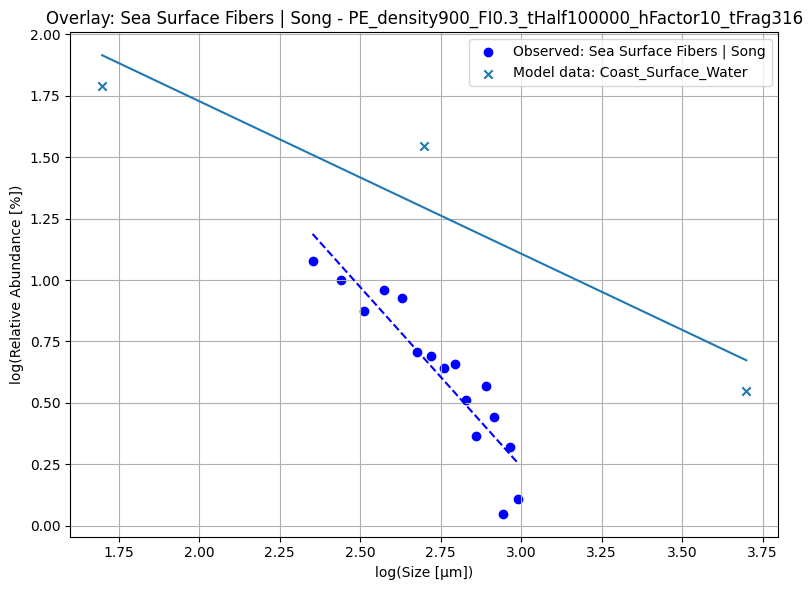 Overlay: Sea Surface Fibers | Song - PE_density900_FI0.3_tHalf100000_hFactor10_tFrag316
Observed: Sea Surface Fibers | Song
Model data: Coast_Surface_Water
log(Relative Abundance [%])
2.00
1.75
1.50
1.25
1.00
0.75
0.50
0.25
0.00
1.75 2.00 2.25 2.50 2.75 3.00 3.25 3.50 3.75
log(Size [μm])